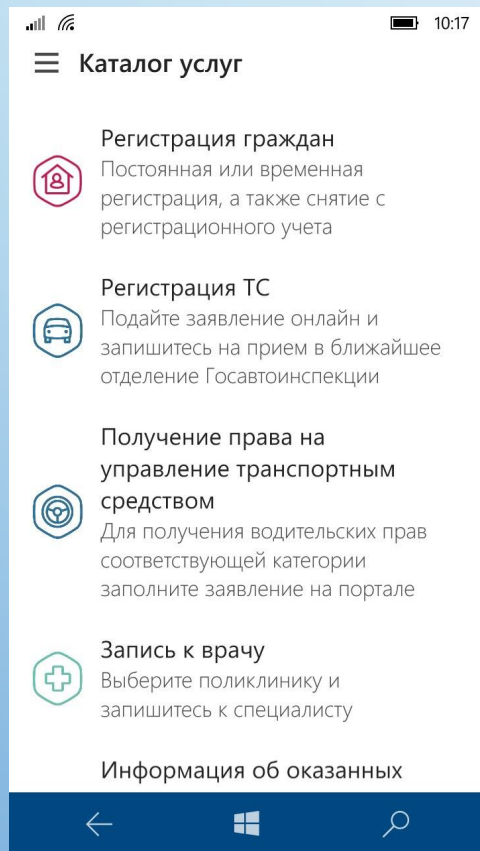 10:17
Каталог услуг
Регистрация граждан
Постоянная или временная
регистрация, а также снятие с
регистрационного учета
Регистрация ТС
Подайте заявление онлайн и
запишитесь на прием в ближайшее
отделение Госавтоинспекции
Получение права на
управление транспортным
средством
Для получения водительских прав
соответствующей категории
заполните заявление на портале
Запись к врачу
Выберите поликлинику и
запишитесь к специалисту
Информация об оказанных